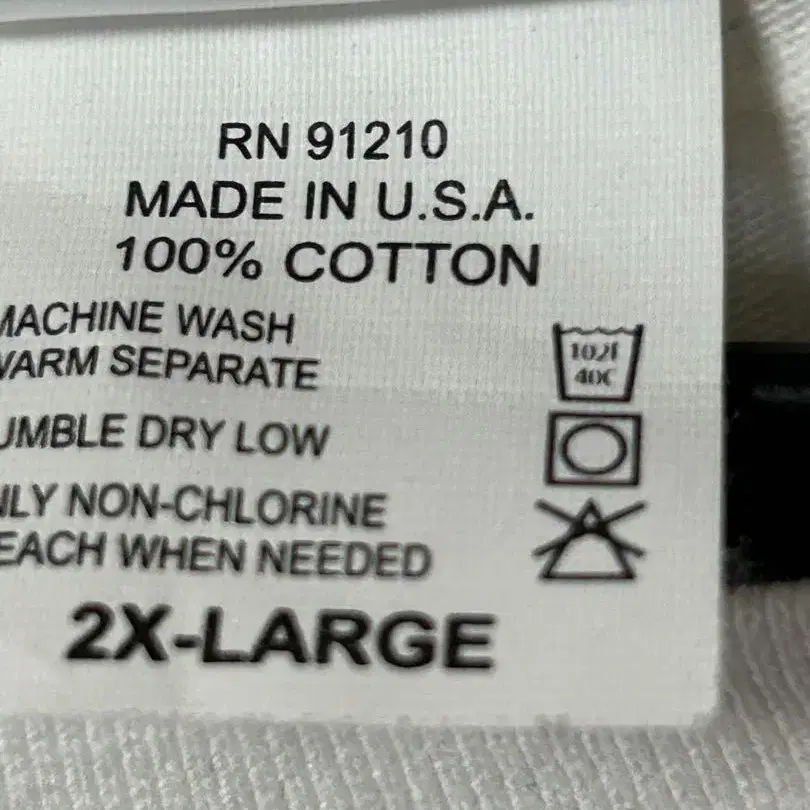 RN 91210
MADE IN U.S.A.
100% COTTON
MACHINE WASH
WARM SEPARATE
102F
40C
UMBLE DRY LOW
NLY NON-CHLORINE
EACH WHEN NEEDED
2X-LARGE